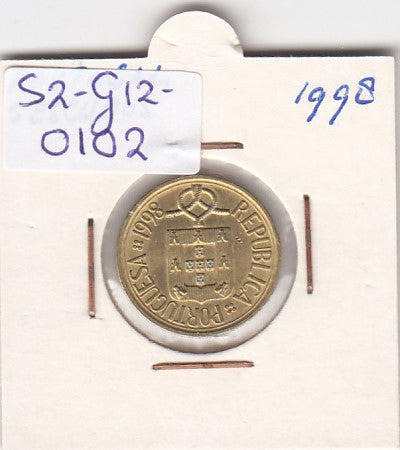 S2-G12-
0102
1998
REPUBLICA PORTUGUESA 1998